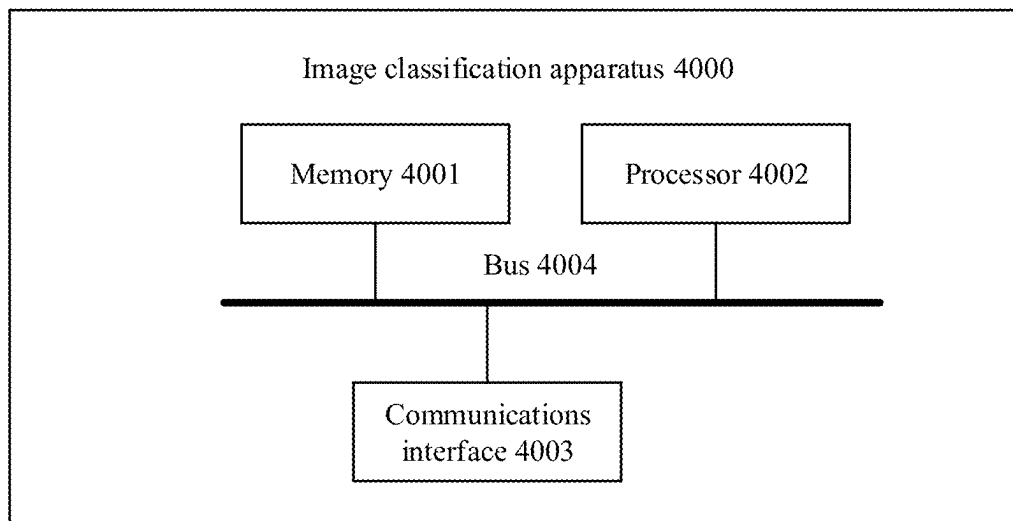 Image classification apparatus 4000
Memory 4001
Processor 4002
Bus 4004
Communications
interface 4003